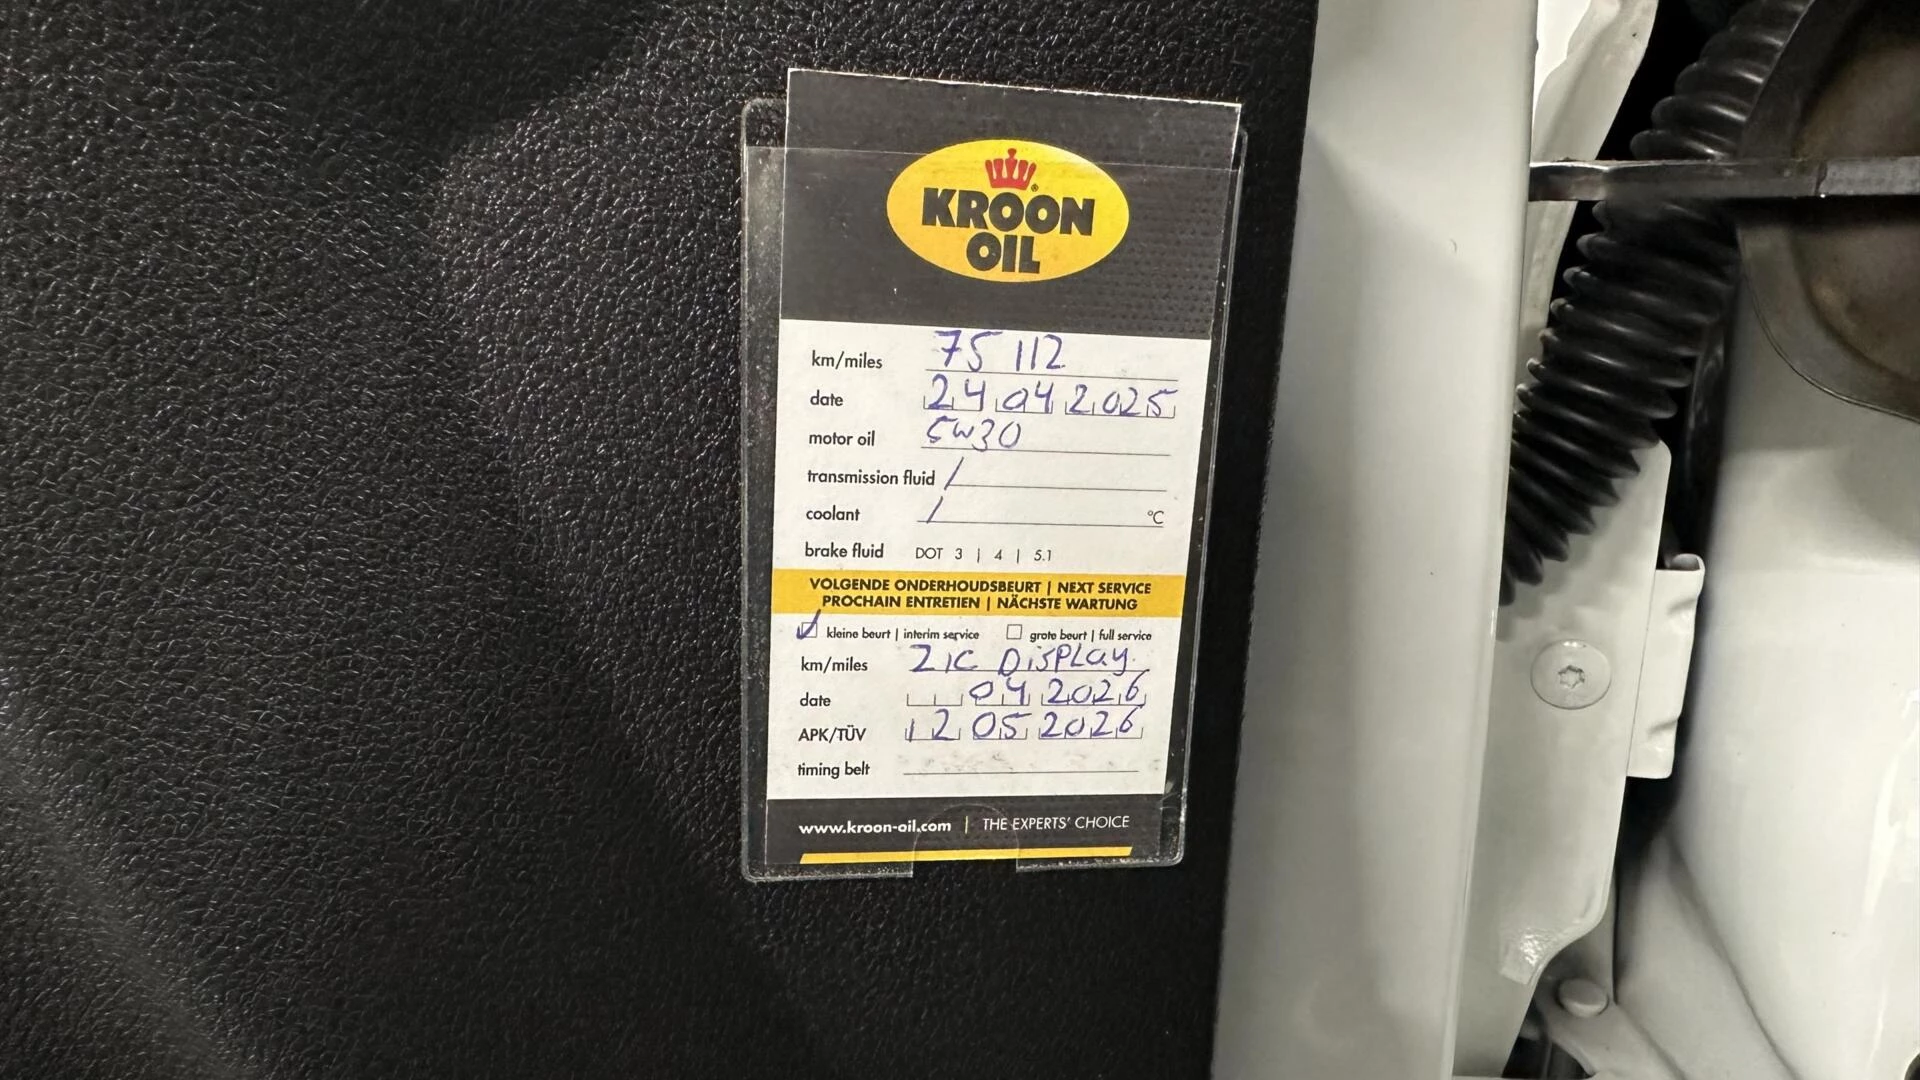 KROON
OIL
km/miles 75 112
date 24 04 2025
motor oil 5W30
transmission fluid /
coolant / °C
brake fluid DOT 3 | 4 | 5.1
VOLGENDE ONDERHOUDSBEURT | NEXT SERVICE
PROCHAIN ENTRETIEN | NÄCHSTE WARTUNG
kleine beurt | interim service grote beurt | full service
km/miles ZIE DISPLAY.
date 04 2026
APK/TÜV 12 05 2026
timing belt
www.kroon-oil.com | THE EXPERTS' CHOICE